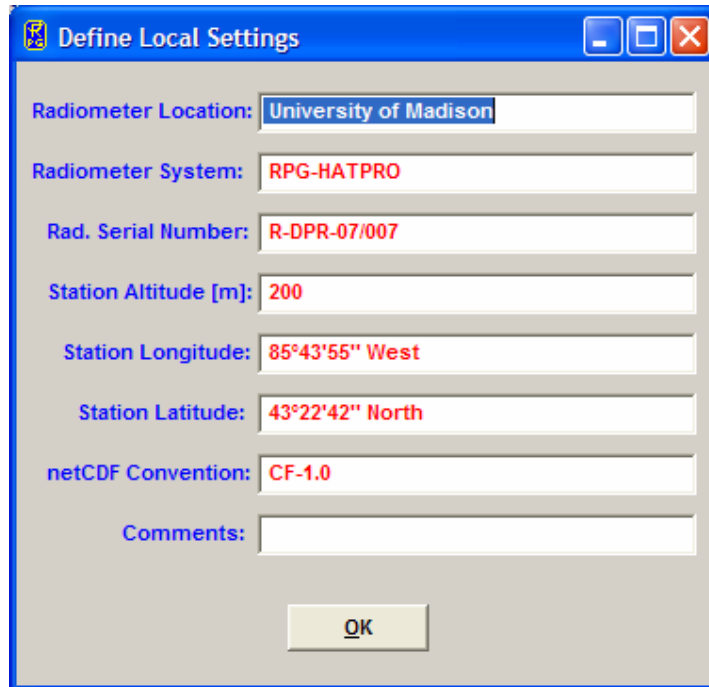 Define Local Settings
Radiometer Location: University of Madison
Radiometer System: RPG-HATPRO
Rad. Serial Number: R-DPR-07/007
Station Altitude [m]: 200
Station Longitude: 85°43'55'' West
Station Latitude: 43°22'42'' North
netCDF Convention: CF-1.0
Comments:
OK